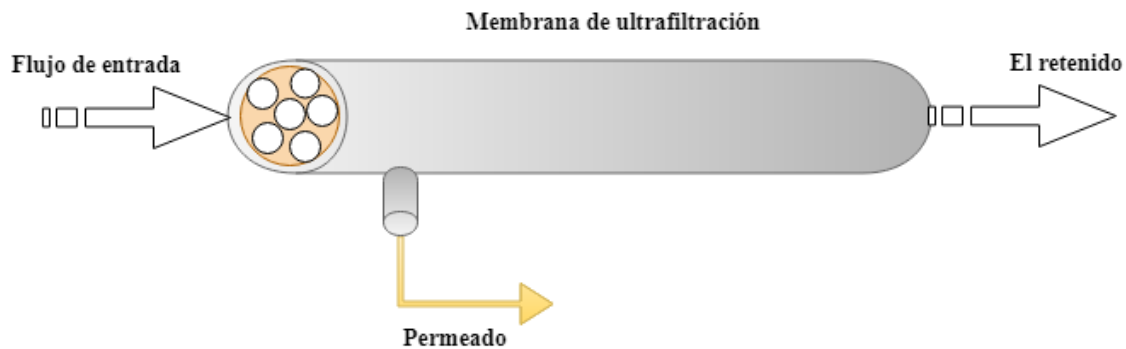 Membrana de ultrafiltración
Flujo de entrada
El retenido
Permeado